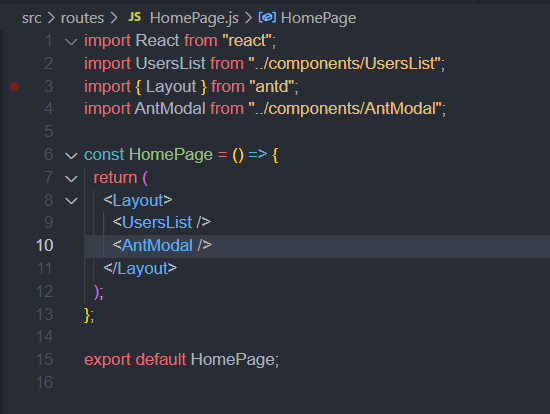 src > routes > JS HomePage.js > HomePage
1 import React from "react";
2 import UsersList from "../components/UsersList";
3 import { Layout } from "antd";
4 import AntModal from "../components/AntModal";
5
6 const HomePage = () => {
7 return (
8 <Layout>
9 <UsersList />
10 <AntModal />
11 </Layout>
12 );
13 };
14
15 export default HomePage;
16